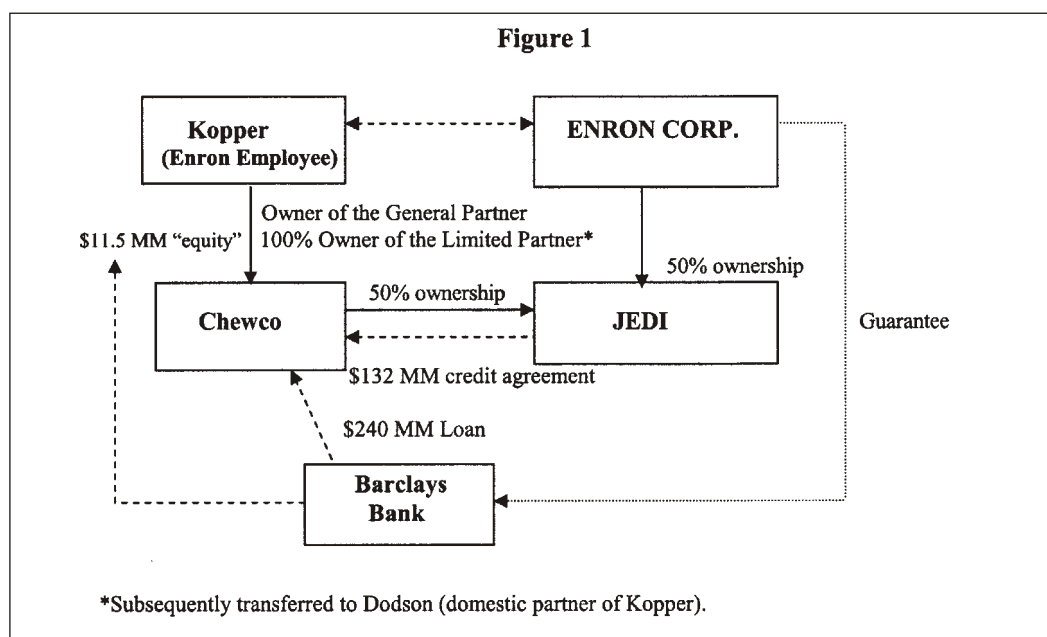 Figure 1
Kopper
(Enron Employee)
ENRON CORP.
Owner of the General Partner
$11.5 MM “equity”
100% Owner of the Limited Partner*
50% ownership
50% ownership
Chewco
JEDI
Guarantee
$132 MM credit agreement
$240 MM Loan
Barclays
Bank
*Subsequently transferred to Dodson (domestic partner of Kopper).